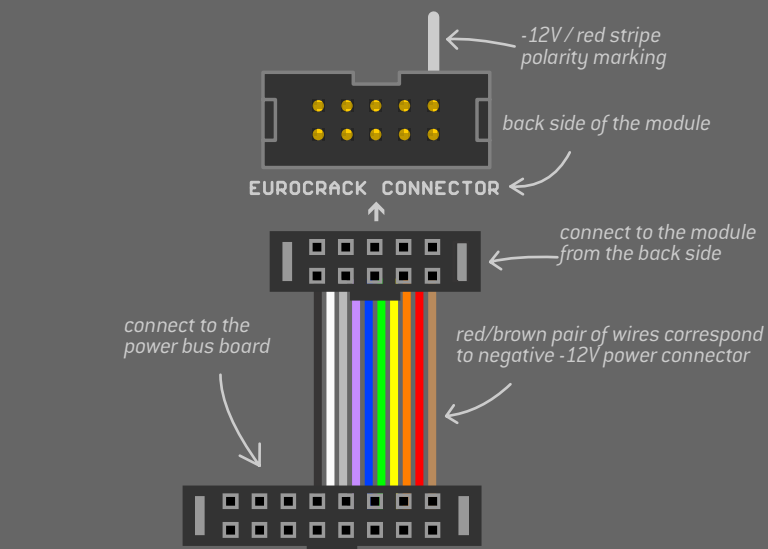 -12V / red stripe
polarity marking
back side of the module
EUROCRACK CONNECTOR
connect to the module
from the back side
connect to the
power bus board
red/brown pair of wires correspond
to negative -12V power connector